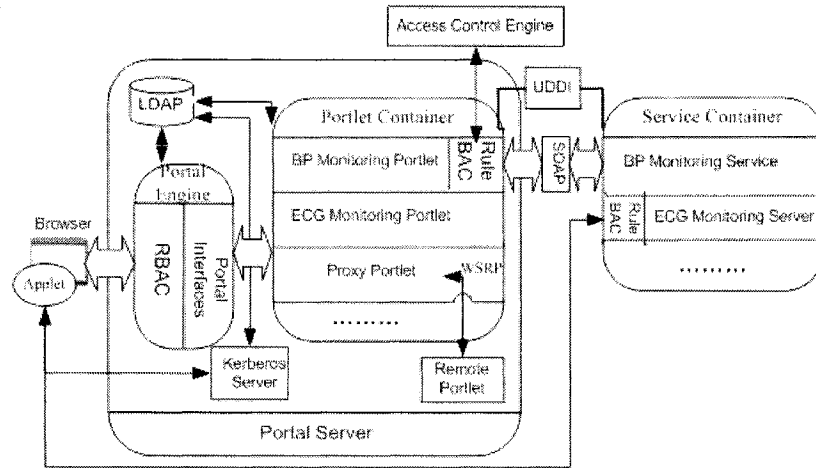 Access Control Engine
LDAP
UDDI
Portlet Container
Service Container
BP Monitoring Portlet
Rule
BAC
SOAP
BP Monitoring Service
Portal
Engine
ECG Monitoring Portlet
Rule
BAC
ECG Monitoring Server
Browser
Applet
RBAC
Portal
Interfaces
Proxy Portlet
WSRP
.........
.........
Kerberos
Server
Remote
Portlet
Portal Server